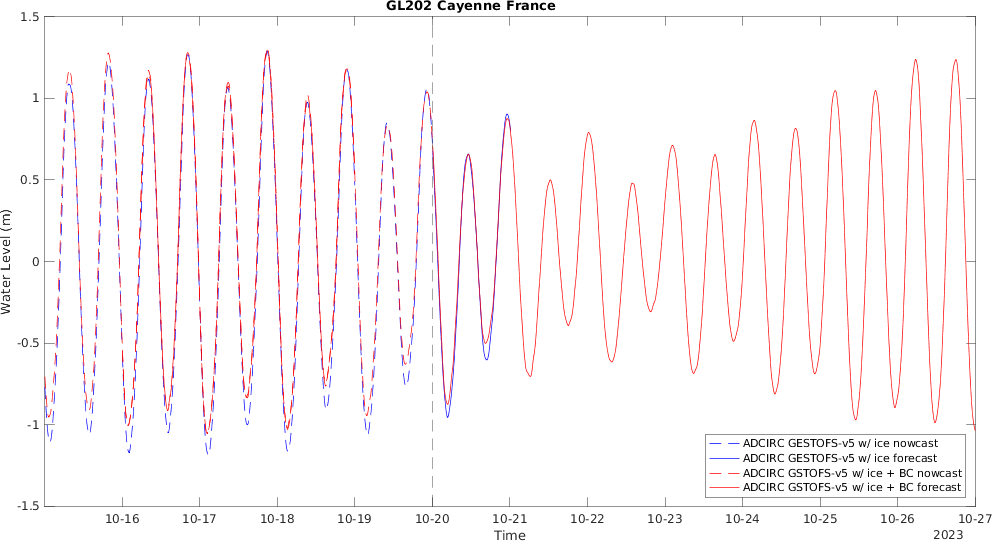 GL202 Cayenne France
1.5
1
0.5
0
-0.5
-1
-1.5
Water Level (m)
10-16 10-17 10-18 10-19 10-20 10-21 10-22 10-23 10-24 10-25 10-26 10-27
Time
2023
ADCIRC GESTOFS-v5 w/ ice nowcast
ADCIRC GESTOFS-v5 w/ ice forecast
ADCIRC GSTOFS-v5 w/ ice + BC nowcast
ADCIRC GSTOFS-v5 w/ ice + BC forecast